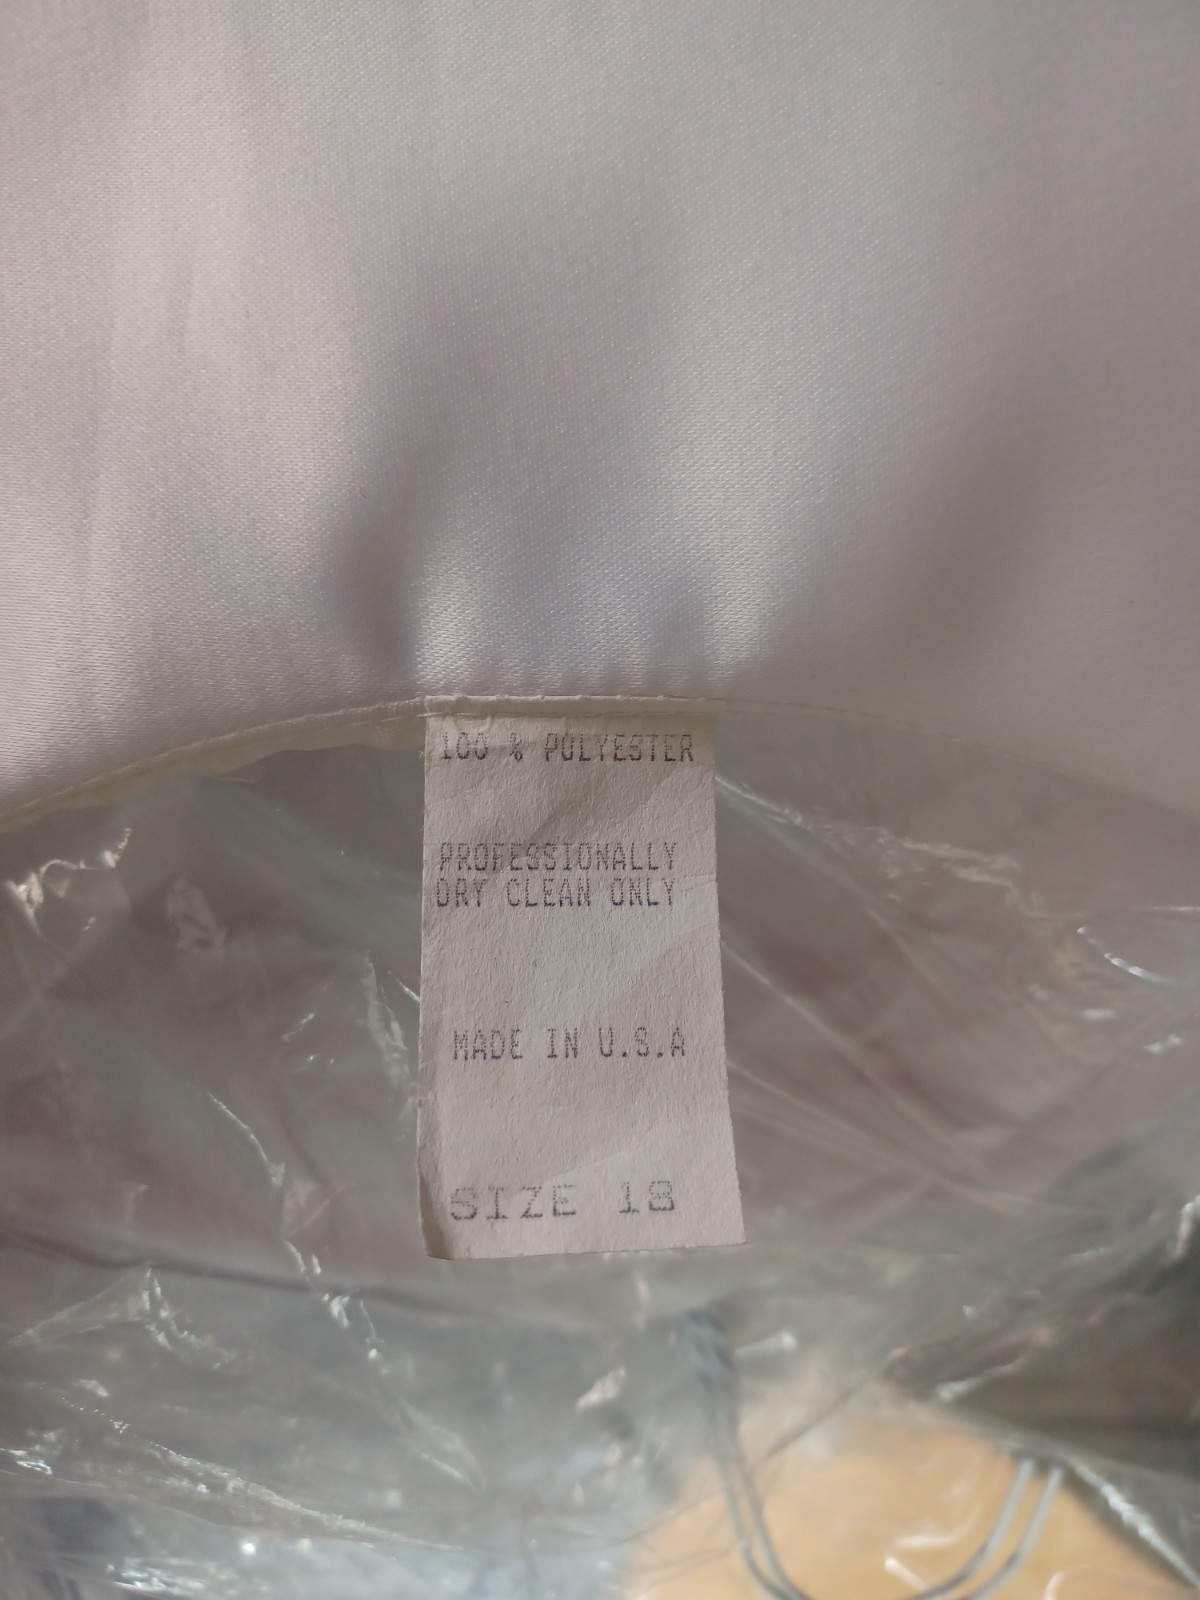 100 % POLYESTER
PROFESSIONALLY
DRY CLEAN ONLY
MADE IN U.S.A
SIZE 18